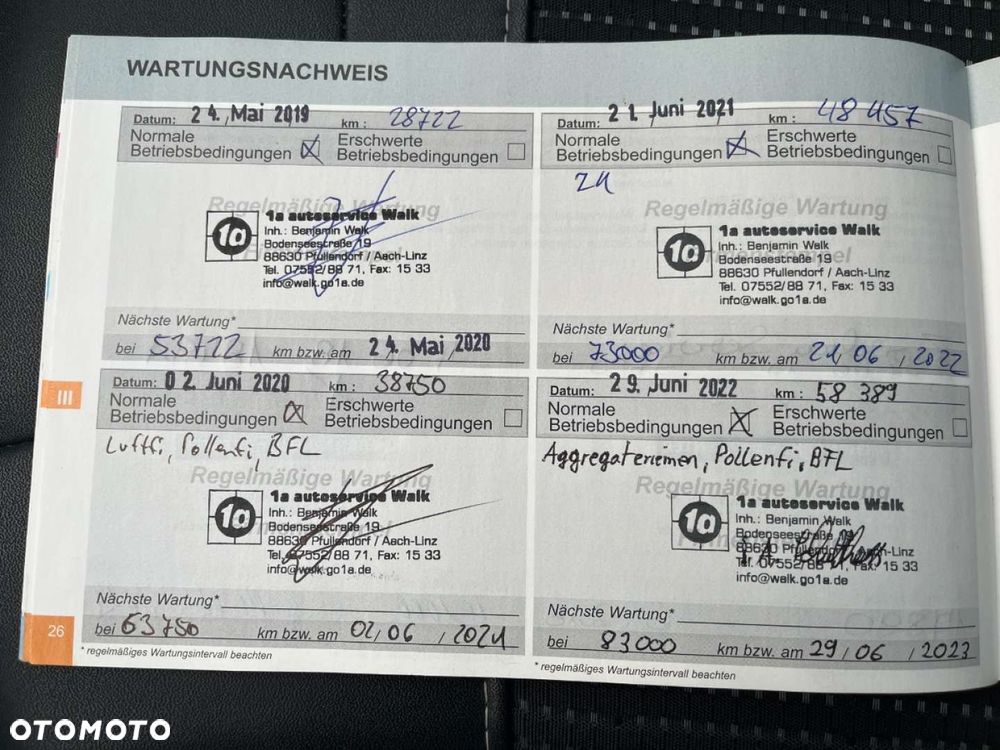 WARTUNGSNACHWEIS
Datum: 24. Mai 2019 km: 28722
Normale
Betriebsbedingungen
Erschwerte
Betriebsbedingungen
Regelmäßige Wartung
1a
1a autoservice Walk
Inh.: Benjamin Walk
Bodenseestraße 19
88630 Pfullendorf / Aach-Linz
Tel. 07552/88 71, Fax: 15 33
info@walk.go1a.de
Nächste Wartung*
bei 53722 km bzw. am 24. Mai 2020
Datum: 02. Juni 2020 km: 38750
Normale
Betriebsbedingungen
Erschwerte
Betriebsbedingungen
Luftfi, Pollenfi, BFL
Regelmäßige Wartung
1a
1a autoservice Walk
Inh.: Benjamin Walk
Bodenseestraße 19
88630 Pfullendorf / Aach-Linz
Tel. 07552/88 71, Fax: 15 33
info@walk.go1a.de
Nächste Wartung*
bei 63750 km bzw. am 02/06/2021
* regelmäßiges Wartungsintervall beachten
Datum: 21. Juni 2021 km: 48457
Normale
Betriebsbedingungen
Erschwerte
Betriebsbedingungen
Regelmäßige Wartung
1a
1a autoservice Walk
Inh.: Benjamin Walk
Bodenseestraße 19
88630 Pfullendorf / Aach-Linz
Tel. 07552/88 71, Fax: 15 33
info@walk.go1a.de
Nächste Wartung*
bei 73000 km bzw. am 21/06/2022
Datum: 29. Juni 2022 km: 58389
Normale
Betriebsbedingungen
Erschwerte
Betriebsbedingungen
Aggregateriemen, Pollenfi, BFL
Regelmäßige Wartung
1a
1a autoservice Walk
Inh.: Benjamin Walk
Bodenseestraße 19
88630 Pfullendorf / Aach-Linz
Tel. 07552/88 71, Fax: 15 33
info@walk.go1a.de
Nächste Wartung*
bei 83000 km bzw. am 29/06/2023
* regelmäßiges Wartungsintervall beachten
III
26
OTOMOTO